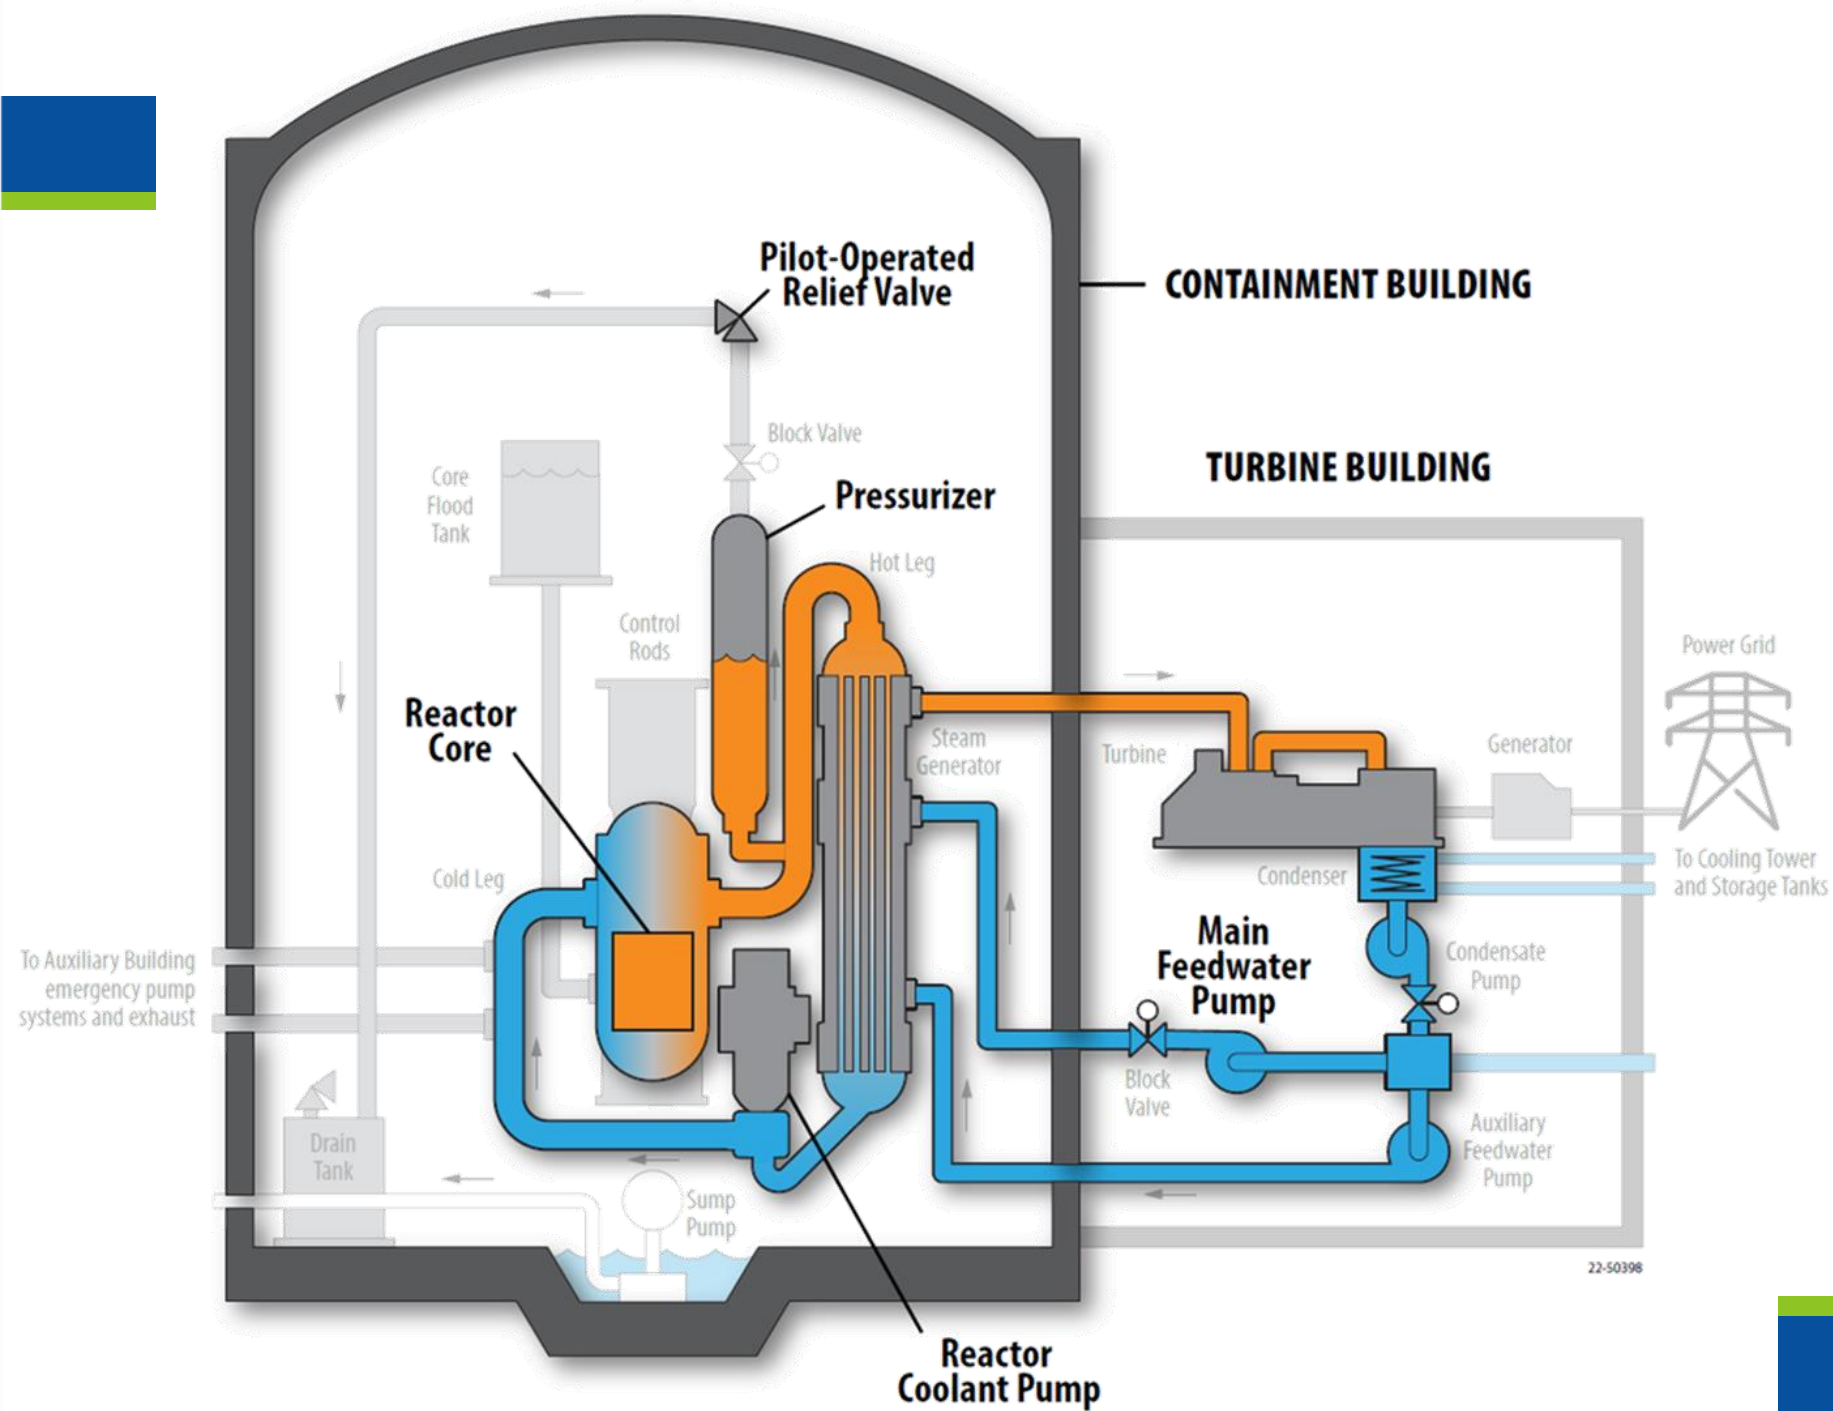 Pilot-Operated
Relief Valve
CONTAINMENT BUILDING
Block Valve
Core
Flood
Tank
TURBINE BUILDING
Pressurizer
Hot Leg
Control
Rods
Power Grid
Reactor
Core
Steam
Generator
Turbine
Generator
Cold Leg
Condenser
To Cooling Tower
and Storage Tanks
Main
Feedwater
Pump
Condensate
Pump
To Auxiliary Building
emergency pump
systems and exhaust
Block
Valve
Drain
Tank
Auxiliary
Feedwater
Pump
Sump
Pump
22-50398
Reactor
Coolant Pump